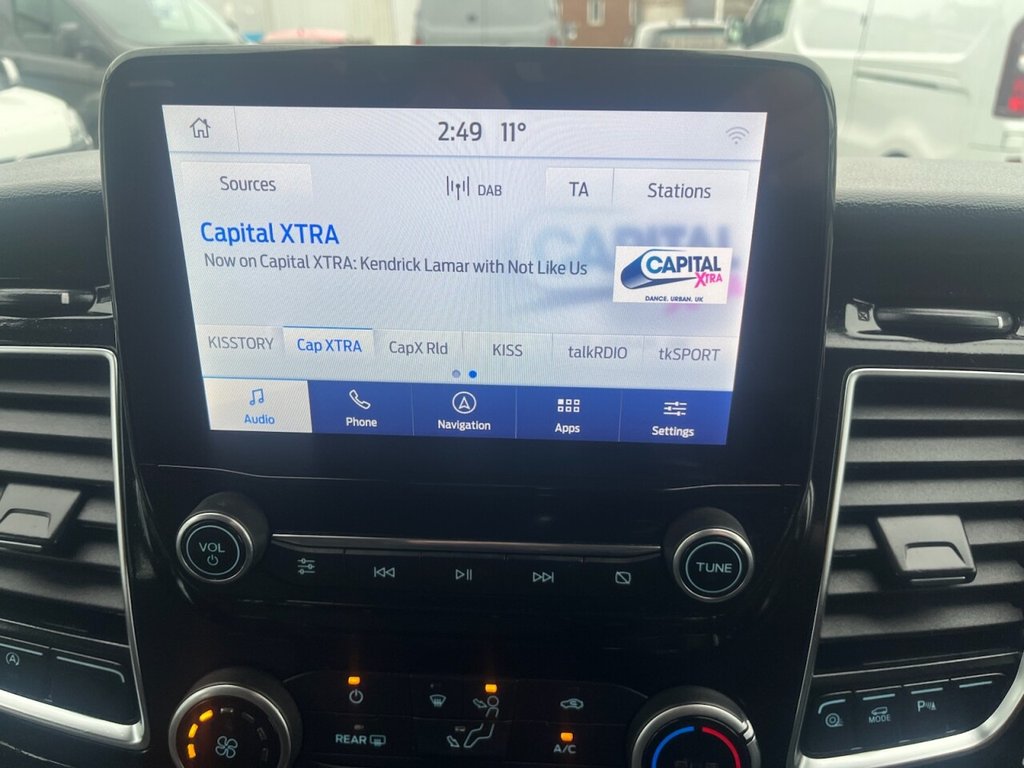 2:49 11°
Sources DAB TA Stations
Capital XTRA
Now on Capital XTRA: Kendrick Lamar with Not Like Us
CAPITAL
XTRA
DANCE. URBAN. UK
KISSTORY Cap XTRA CapX Rld KISS talkRDIO tkSPORT
Audio Phone Navigation Apps Settings
VOL TUNE
MODE P
REAR A/C